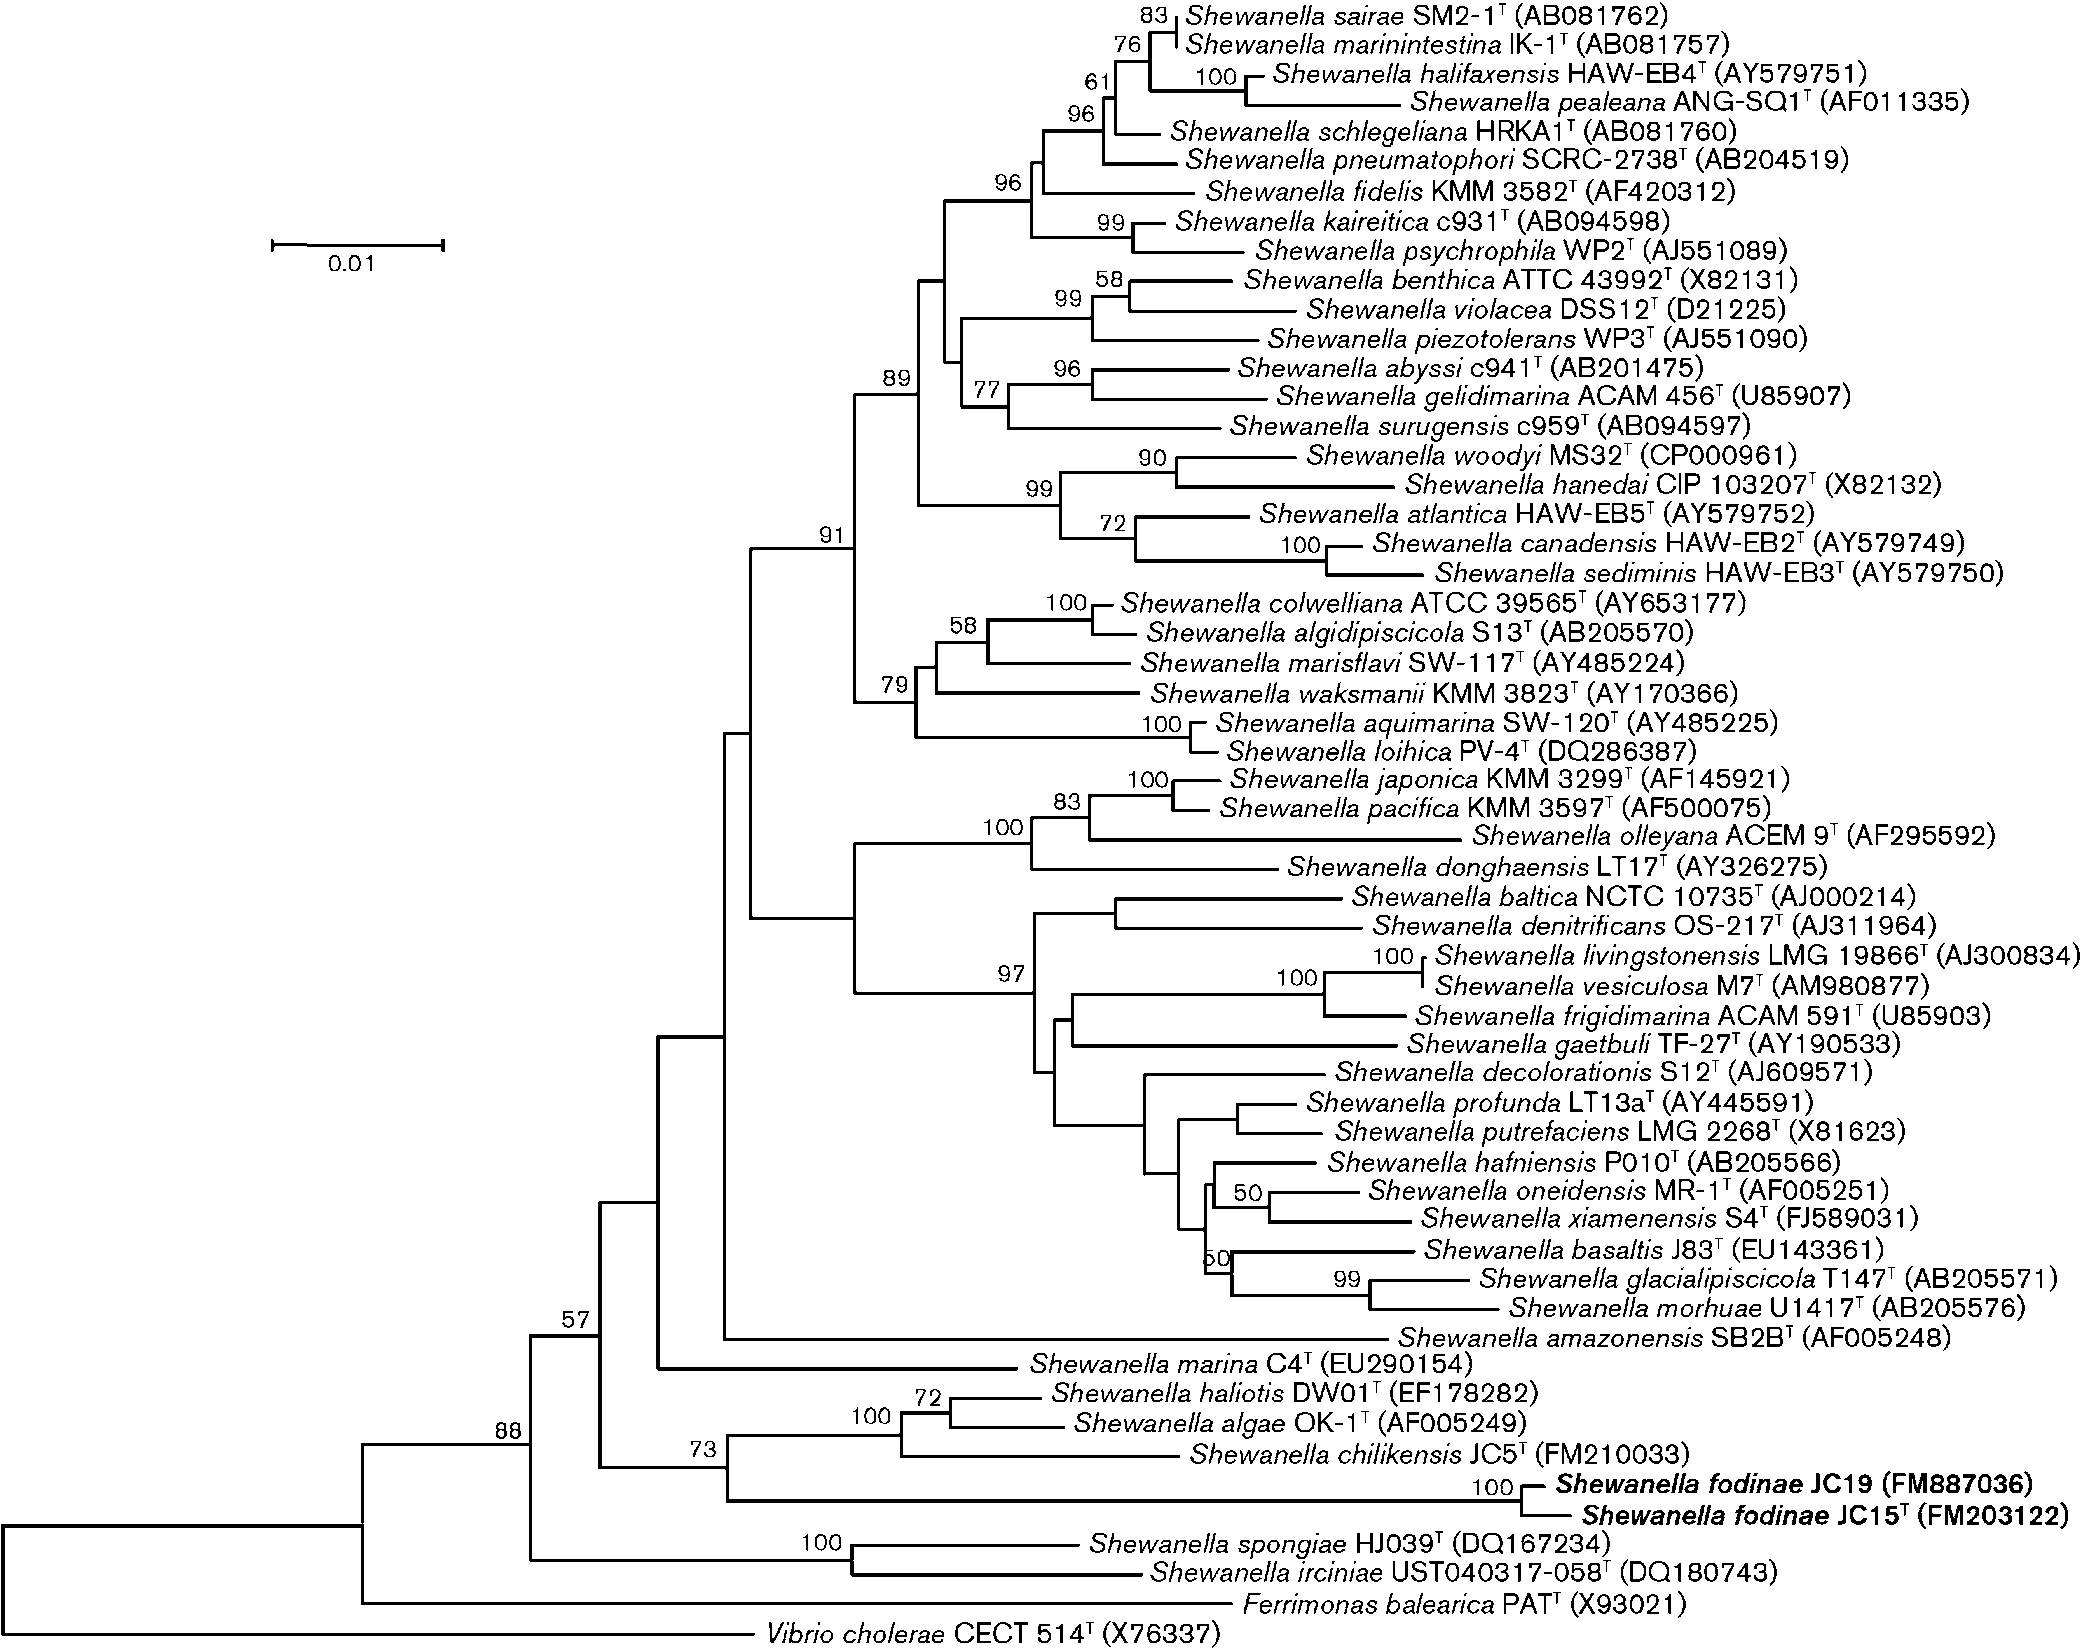 83 Shewanella sairae SM2-1ᵀ (AB081762)
Shewanella marinintestina IK-1ᵀ (AB081757)
76
100 Shewanella halifaxensis HAW-EB4ᵀ (AY579751)
61
Shewanella pealeana ANG-SQ1ᵀ (AF011335)
96
Shewanella schlegeliana HRKA1ᵀ (AB081760)
Shewanella pneumatophori SCRC-2738ᵀ (AB204519)
96
Shewanella fidelis KMM 3582ᵀ (AF420312)
99 Shewanella kaireitica c931ᵀ (AB094598)
Shewanella psychrophila WP2ᵀ (AJ551089)
0.01
58 Shewanella benthica ATTC 43992ᵀ (X82131)
99
Shewanella violacea DSS12ᵀ (D21225)
Shewanella piezotolerans WP3ᵀ (AJ551090)
96 Shewanella abyssi c941ᵀ (AB201475)
89
77
Shewanella gelidimarina ACAM 456ᵀ (U85907)
Shewanella surugensis c959ᵀ (AB094597)
90 Shewanella woodyi MS32ᵀ (CP000961)
99
Shewanella hanedai CIP 103207ᵀ (X82132)
72 Shewanella atlantica HAW-EB5ᵀ (AY579752)
91
100 Shewanella canadensis HAW-EB2ᵀ (AY579749)
Shewanella sediminis HAW-EB3ᵀ (AY579750)
100 Shewanella colwelliana ATCC 39565ᵀ (AY653177)
58
Shewanella algidipiscicola S13ᵀ (AB205570)
Shewanella marisflavi SW-117ᵀ (AY485224)
79
Shewanella waksmanii KMM 3823ᵀ (AY170366)
100 Shewanella aquimarina SW-120ᵀ (AY485225)
Shewanella loihica PV-4ᵀ (DQ286387)
100 Shewanella japonica KMM 3299ᵀ (AF145921)
83
Shewanella pacifica KMM 3597ᵀ (AF500075)
100
Shewanella olleyana ACEM 9ᵀ (AF295592)
Shewanella donghaensis LT17ᵀ (AY326275)
Shewanella baltica NCTC 10735ᵀ (AJ000214)
Shewanella denitrificans OS-217ᵀ (AJ311964)
100 Shewanella livingstonensis LMG 19866ᵀ (AJ300834)
97
100
Shewanella vesiculosa M7ᵀ (AM980877)
Shewanella frigidimarina ACAM 591ᵀ (U85903)
Shewanella gaetbuli TF-27ᵀ (AY190533)
Shewanella decolorationis S12ᵀ (AJ609571)
Shewanella profunda LT13aᵀ (AY445591)
Shewanella putrefaciens LMG 2268ᵀ (X81623)
Shewanella hafniensis P010ᵀ (AB205566)
50 Shewanella oneidensis MR-1ᵀ (AF005251)
Shewanella xiamenensis S4ᵀ (FJ589031)
50 Shewanella basaltis J83ᵀ (EU143361)
99 Shewanella glacialipiscicola T147ᵀ (AB205571)
Shewanella morhuae U1417ᵀ (AB205576)
57
Shewanella amazonensis SB2Bᵀ (AF005248)
Shewanella marina C4ᵀ (EU290154)
72 Shewanella haliotis DW01ᵀ (EF178282)
100
Shewanella algae OK-1ᵀ (AF005249)
88
73
Shewanella chilikensis JC5ᵀ (FM210033)
100 Shewanella fodinae JC19 (FM887036)
Shewanella fodinae JC15ᵀ (FM203122)
100 Shewanella spongiae HJ039ᵀ (DQ167234)
Shewanella irciniae UST040317-058ᵀ (DQ180743)
Ferrimonas balearica PATᵀ (X93021)
Vibrio cholerae CECT 514ᵀ (X76337)